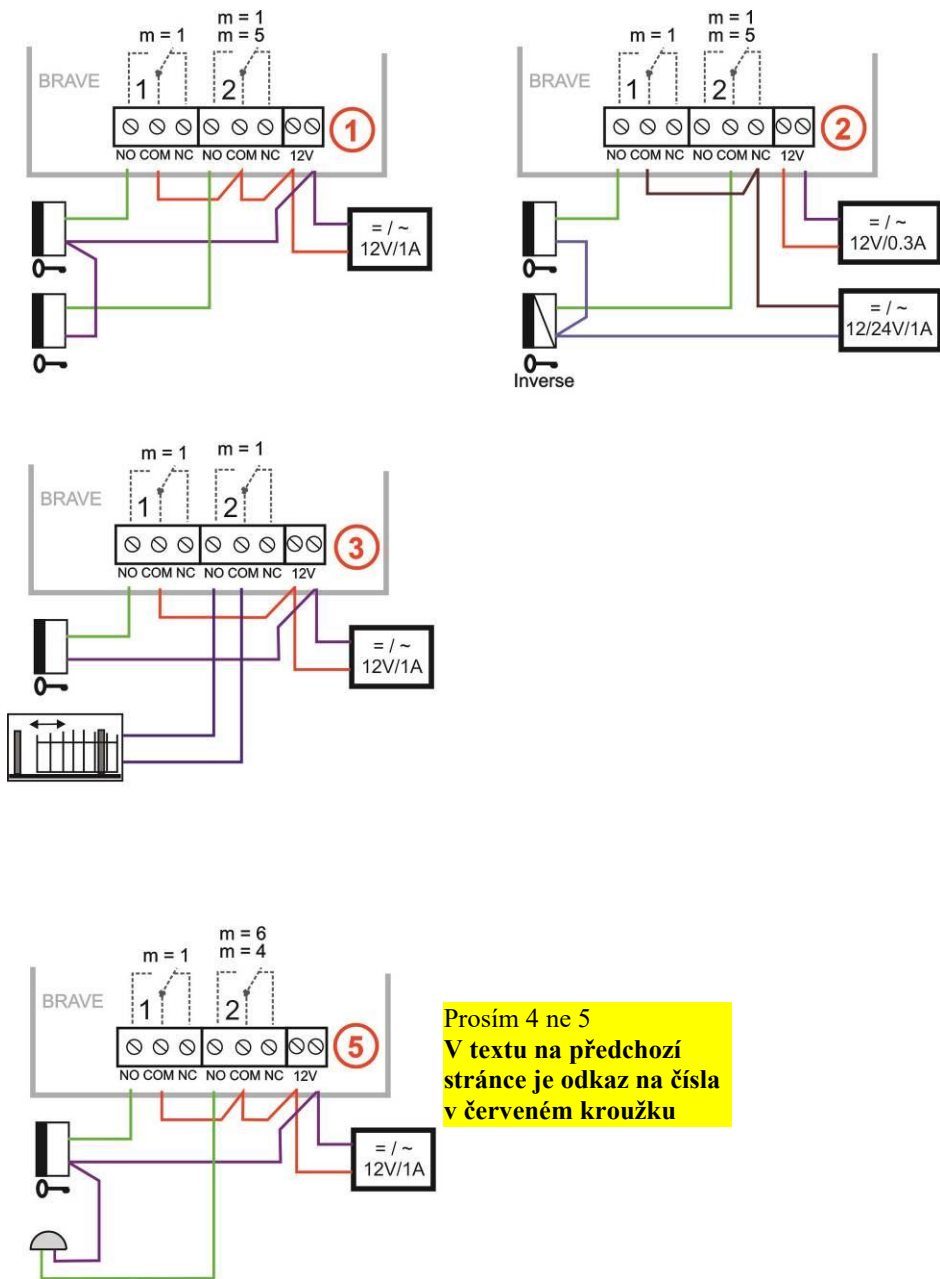 m = 1
m = 1
m = 5
BRAVE
1
2
1
NO COM NC NO COM NC 12V
= / ~
12V/1A
m = 1
m = 1
m = 5
BRAVE
1
2
2
NO COM NC NO COM NC 12V
= / ~
12V/0.3A
= / ~
12/24V/1A
Inverse
m = 1
m = 1
BRAVE
1
2
3
NO COM NC NO COM NC 12V
= / ~
12V/1A
m = 1
m = 6
m = 4
BRAVE
1
2
5
NO COM NC NO COM NC 12V
= / ~
12V/1A
Prosím 4 ne 5
V textu na předchozí
stránce je odkaz na čísla
v červeném kroužku